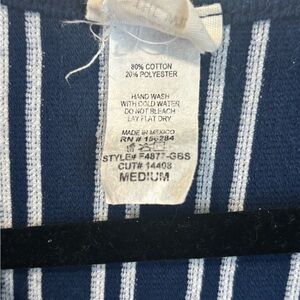 80% COTTON
20% POLYESTER
HAND WASH
WITH COLD WATER
DO NOT BLEACH
LAY FLAT DRY
MADE IN MEXICO
RN # 156284
STYLE# F4877-GBS
CUT# 14408
MEDIUM